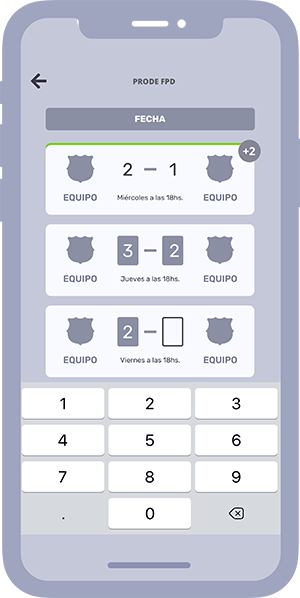 PRODE FPD
FECHA
+2
2 – 1
EQUIPO Miércoles a las 18hs. EQUIPO
3 – 2
EQUIPO Jueves a las 18hs. EQUIPO
2 –
EQUIPO Viernes a las 18hs. EQUIPO
1 2 3
4 5 6
7 8 9
. 0